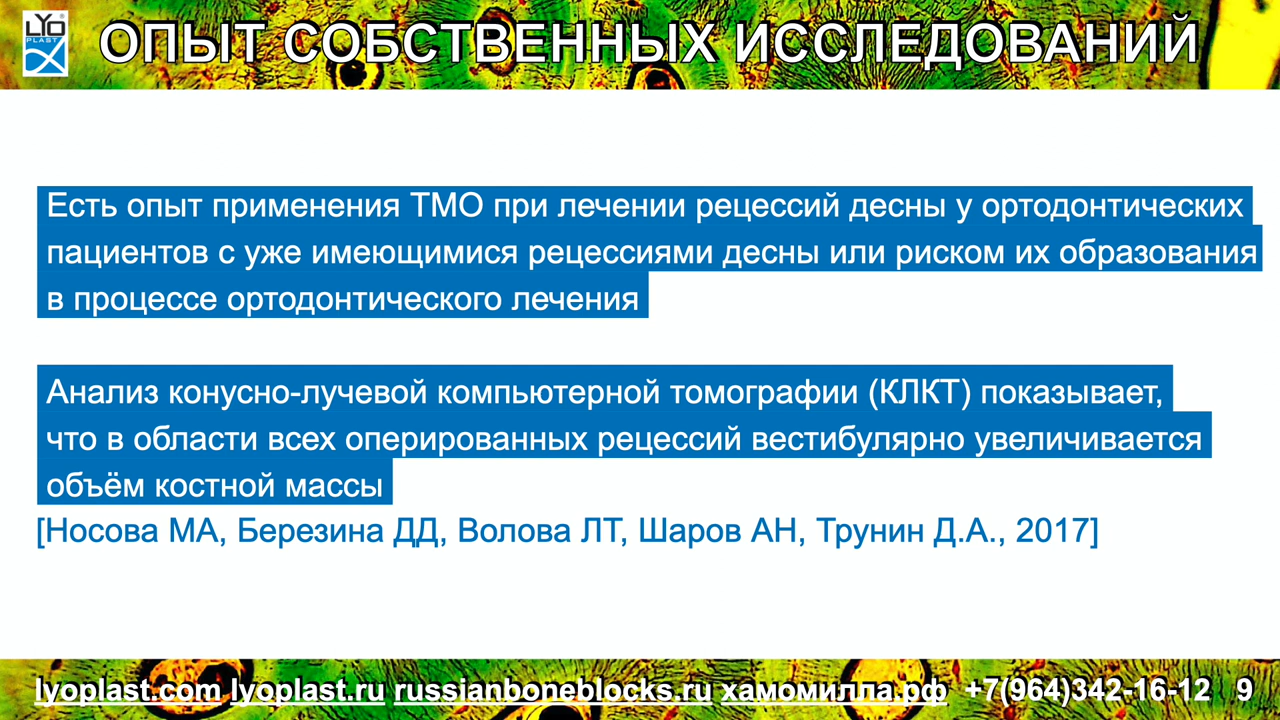 LYO
PLAST
ОПЫТ СОБСТВЕННЫХ ИССЛЕДОВАНИЙ
Есть опыт применения ТМО при лечении рецессий десны у ортодонтических
пациентов с уже имеющимися рецессиями десны или риском их образования
в процессе ортодонтического лечения
Анализ конусно-лучевой компьютерной томографии (КЛКТ) показывает,
что в области всех оперированных рецессий вестибулярно увеличивается
объём костной массы
[Носова МА, Березина ДД, Волова ЛТ, Шаров АН, Трунин Д.А., 2017]
lyoplast.com lyoplast.ru russianboneblocks.ru хамомилла.рф +7(964)342-16-12 9